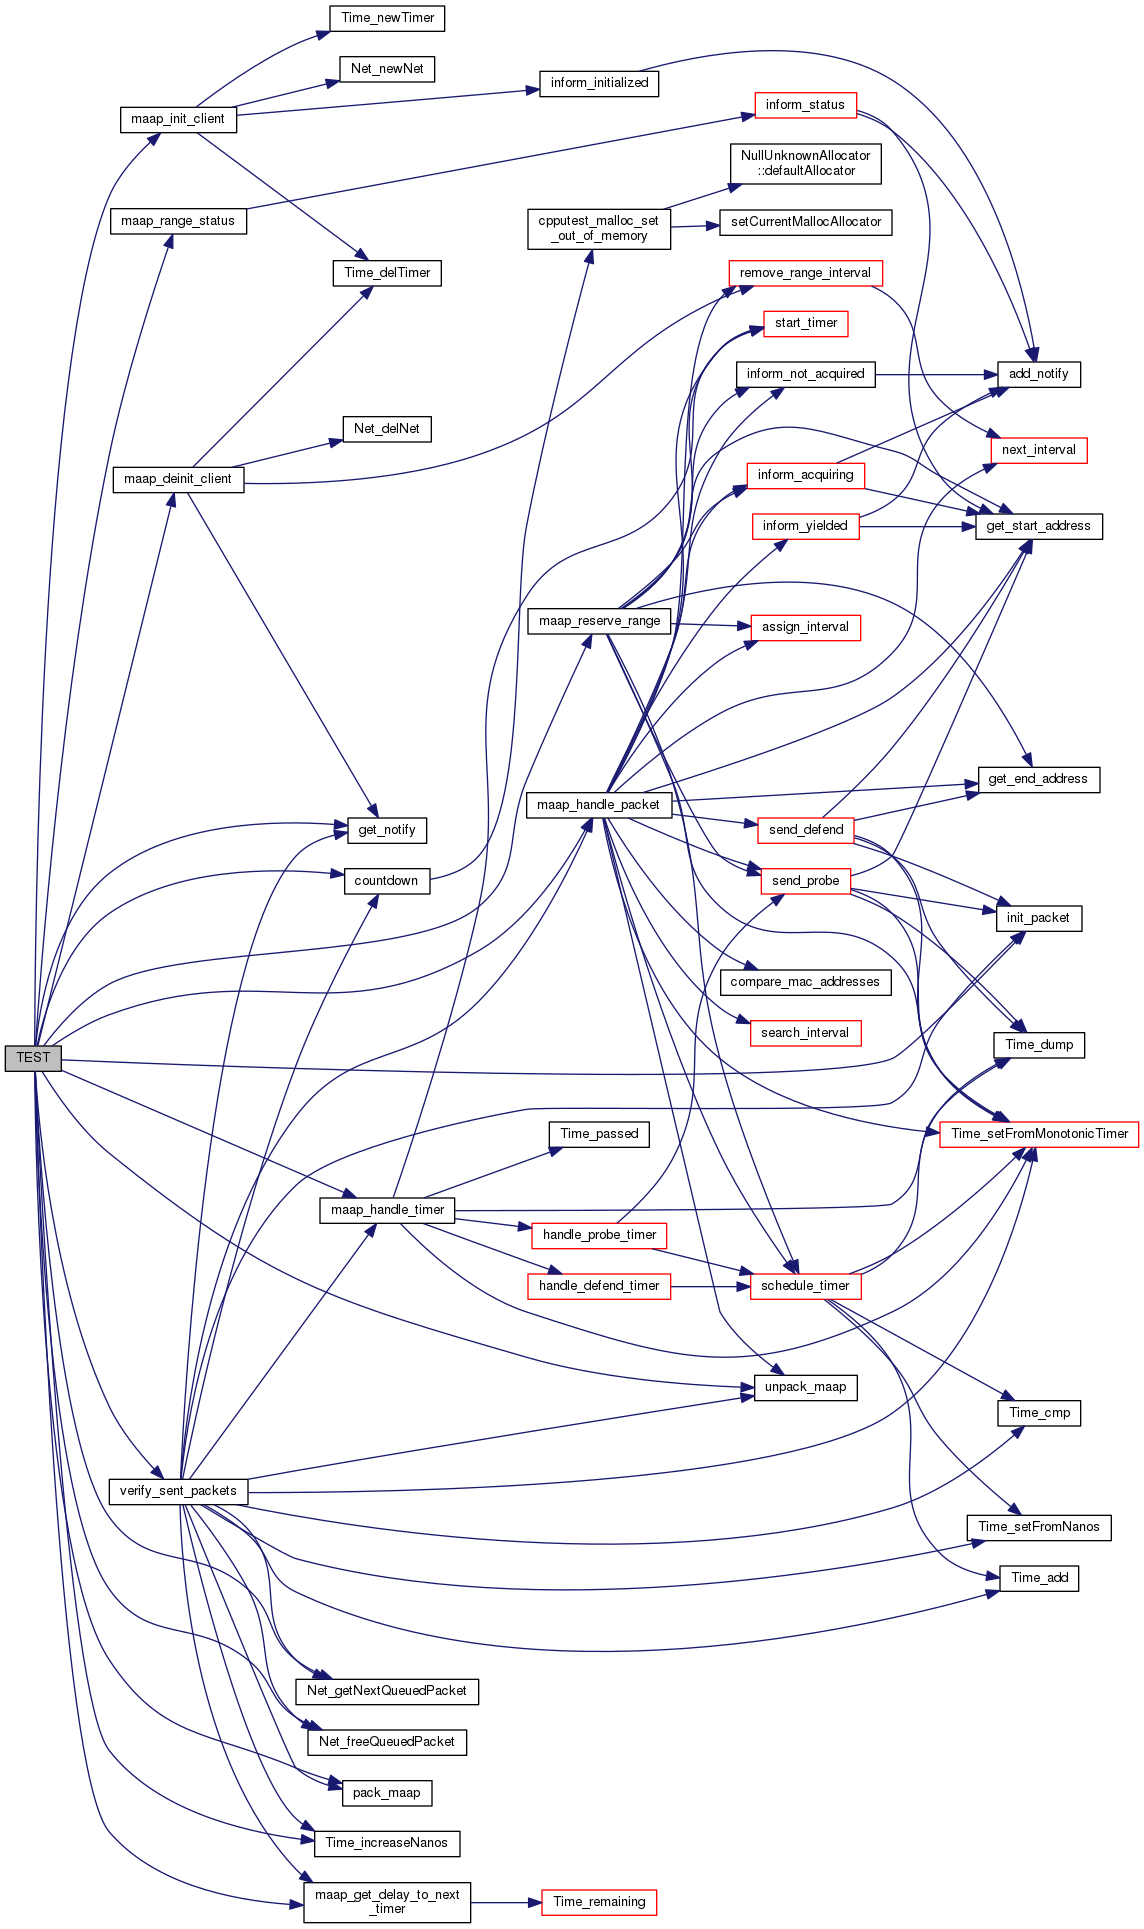 Time_newTimer
Net_newNet
inform_initialized
maap_init_client
inform_status
NullUnknownAllocator
::defaultAllocator
maap_range_status
cpputest_malloc_set
_out_of_memory
setCurrentMallocAllocator
Time_delTimer
remove_range_interval
start_timer
inform_not_acquired
add_notify
Net_delNet
next_interval
maap_deinit_client
inform_acquiring
inform_yielded
get_start_address
maap_reserve_range
assign_interval
get_end_address
maap_handle_packet
get_notify
send_defend
countdown
send_probe
init_packet
compare_mac_addresses
search_interval
Time_dump
TEST
Time_passed
Time_setFromMonotonicTimer
maap_handle_timer
handle_probe_timer
handle_defend_timer
schedule_timer
unpack_maap
Time_cmp
verify_sent_packets
Time_setFromNanos
Time_add
Net_getNextQueuedPacket
Net_freeQueuedPacket
pack_maap
Time_increaseNanos
maap_get_delay_to_next
_timer
Time_remaining